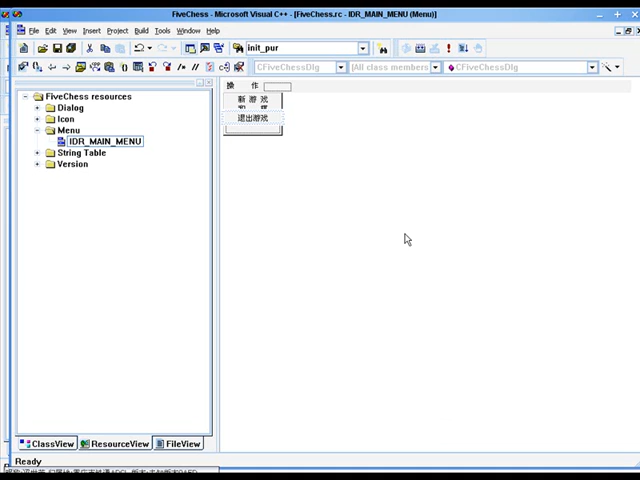 FiveChess - Microsoft Visual C++ - [FiveChess.rc - IDR_MAIN_MENU (Menu)]
File Edit View Insert Project Build Tools Window Help
init_pur
CFiveChessDlg [All class members] CFiveChessDlg
操 作
新 游 戏
退出游戏
FiveChess resources
Dialog
Icon
Menu
IDR_MAIN_MENU
String Table
Version
ClassView ResourceView FileView
Ready